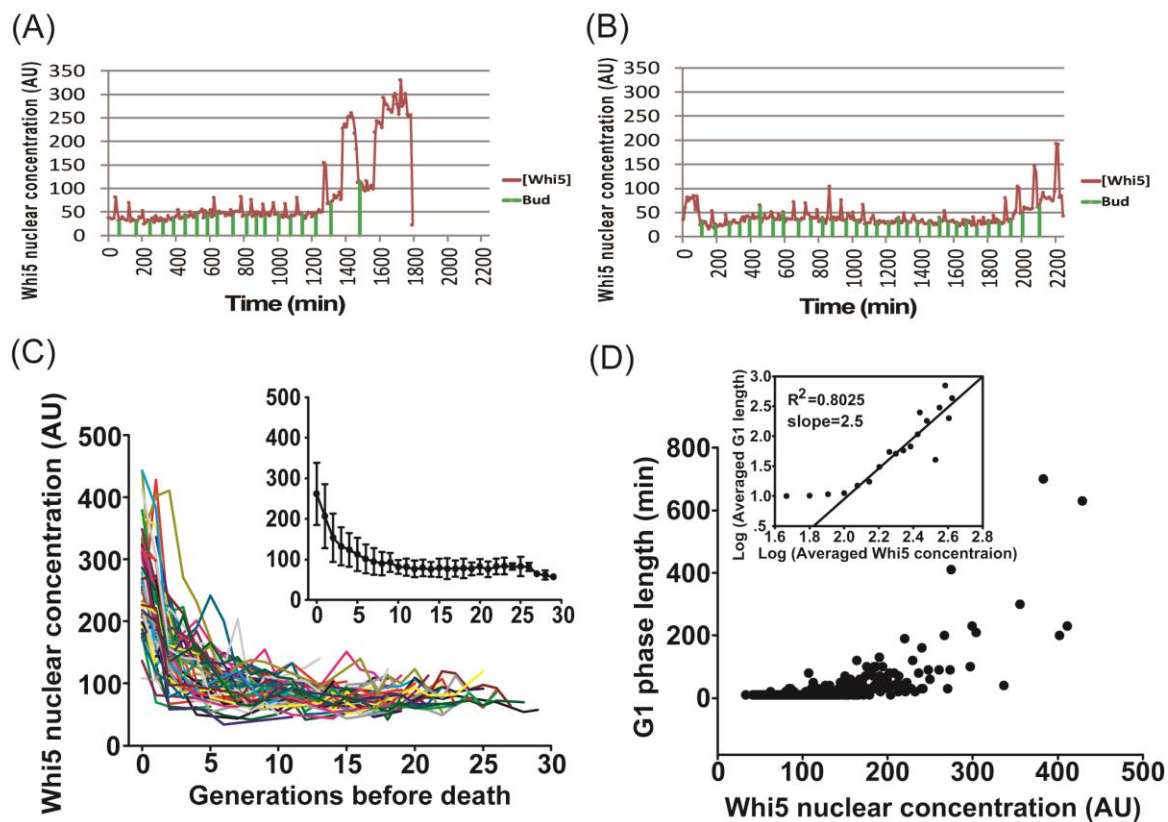 (A)
Whi5 nuclear concentration (AU)
350
300
250
200
150
100
50
0
0
200
400
600
800
1000
1200
1400
1600
1800
2000
2200
Time (min)
[Whi5]
Bud
(B)
Whi5 nuclear concentration (AU)
350
300
250
200
150
100
50
0
0
200
400
600
800
1000
1200
1400
1600
1800
2000
2200
Time (min)
[Whi5]
Bud
(C)
Whi5 nuclear concentration (AU)
500
400
300
200
100
0
0 5 10 15 20 25 30
Generations before death
500
400
300
200
100
0
0 5 10 15 20 25 30
(D)
G1 phase length (min)
800
600
400
200
0
0 100 200 300 400 500
Whi5 nuclear concentration (AU)
Log (Averaged G1 length)
3.0
2.5
2.0
1.5
1.0
.5
R2=0.8025
slope=2.5
1.6 1.8 2.0 2.2 2.4 2.6 2.8
Log (Averaged Whi5 concentraion)